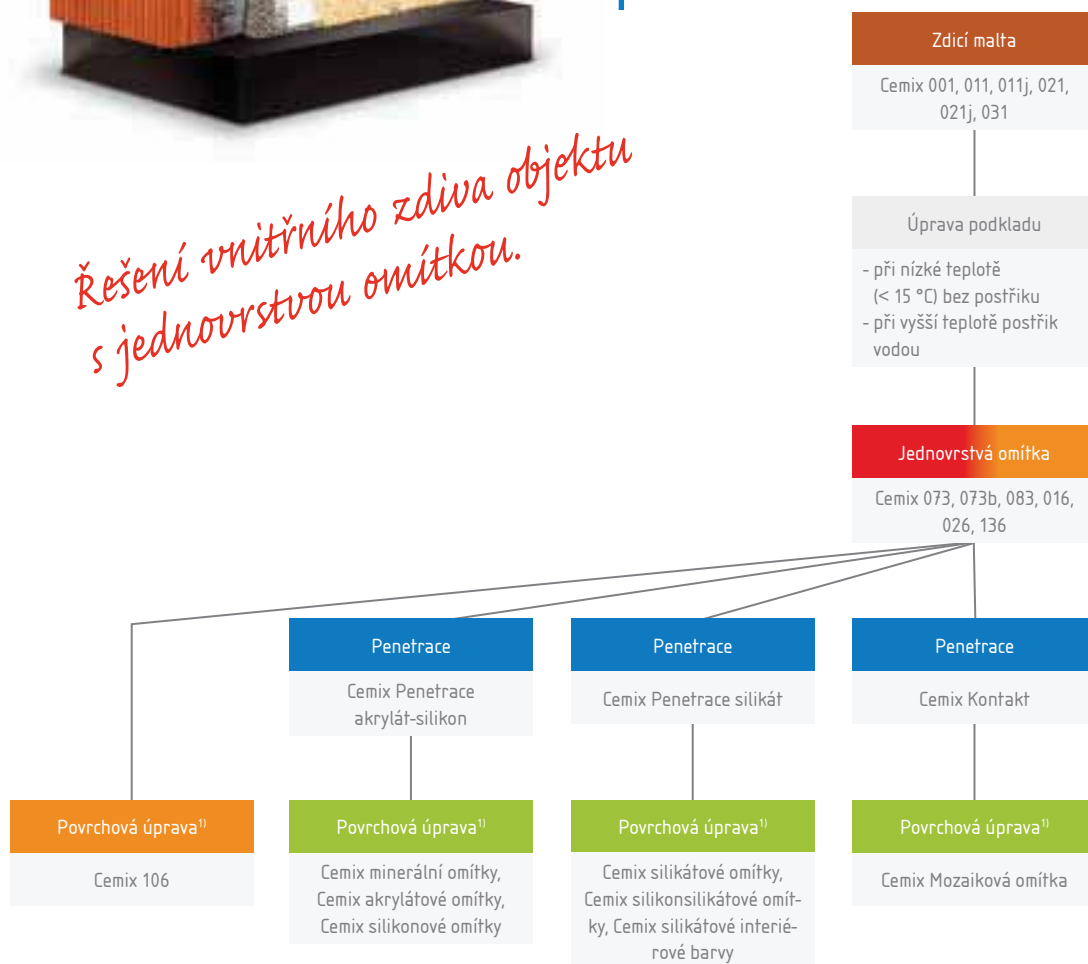 Zdicí malta
Cemix 001, 011, 011j, 021,
021j, 031
Řešení vnitřního zdiva objektu
s jednovrstvou omítkou.
Úprava podkladu
- při nízké teplotě
(< 15 °C) bez postřiku
- při vyšší teplotě postřik
vodou
Jednovrstvá omítka
Cemix 073, 073b, 083, 016,
026, 136
Penetrace
Cemix Penetrace
akrylát-silikon
Penetrace
Cemix Penetrace silikát
Penetrace
Cemix Kontakt
Povrchová úprava1)
Cemix 106
Povrchová úprava1)
Cemix minerální omítky,
Cemix akrylátové omítky,
Cemix silikonové omítky
Povrchová úprava1)
Cemix silikátové omítky,
Cemix silikonsilikátové omít-
ky, Cemix silikátové interié-
rové barvy
Povrchová úprava1)
Cemix Mozaiková omítka